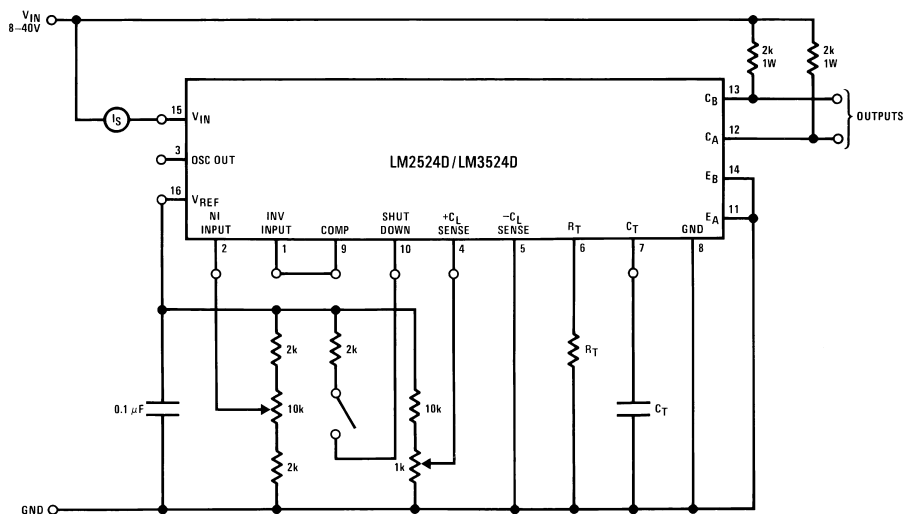 VIN
8–40V
2k
1W
2k
1W
IS
15
VIN
3
OSC OUT
16
VREF
LM2524D/LM3524D
CB
13
CA
12
OUTPUTS
EB
14
EA
11
NI
INPUT
2
INV
INPUT
1
COMP
9
SHUT
DOWN
10
+CL
SENSE
4
−CL
SENSE
5
RT
6
CT
7
GND
8
2k
2k
0.1 μF
10k
10k
RT
CT
2k
1k
GND